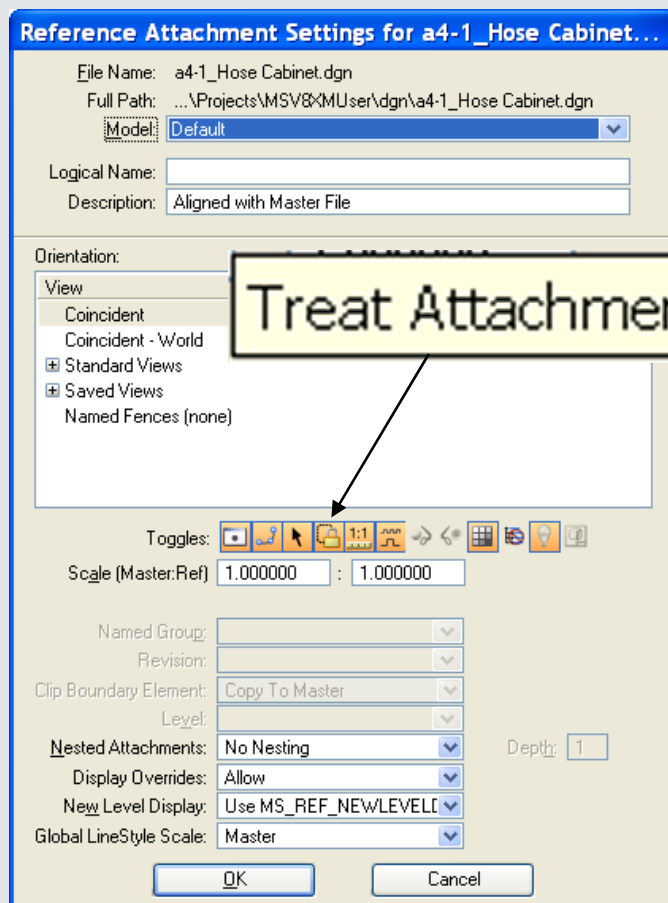 Reference Attachment Settings for a4-1_Hose Cabinet...
File Name: a4-1_Hose Cabinet.dgn
Full Path: ...\Projects\MSV8XMUser\dgn\a4-1_Hose Cabinet.dgn
Model: Default
Logical Name:
Description: Aligned with Master File
Orientation:
View
Coincident
Treat Attachmen
Coincident - World
Standard Views
Saved Views
Named Fences (none)
Toggles: 1:1
Scale (Master:Ref) 1.000000 : 1.000000
Named Group:
Revision:
Clip Boundary Element: Copy To Master
Level:
Nested Attachments: No Nesting Depth: 1
Display Overrides: Allow
New Level Display: Use MS_REF_NEWLEVELD
Global LineStyle Scale: Master
OK Cancel